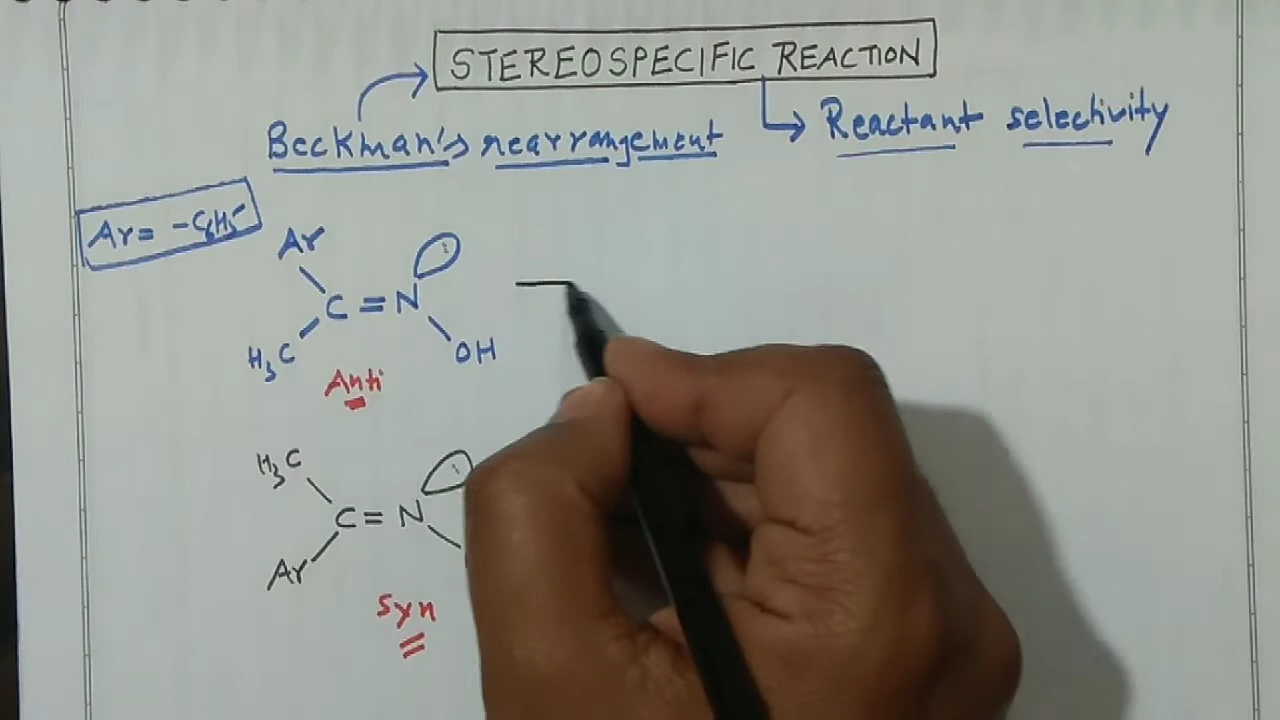 STEREOSPECIFIC REACTION
Beckman's rearrangement
Reactant selectivity
Ar = -C6H5
Ar
C = N
H3C
OH
Anti
H3C
C = N
Ar
Syn